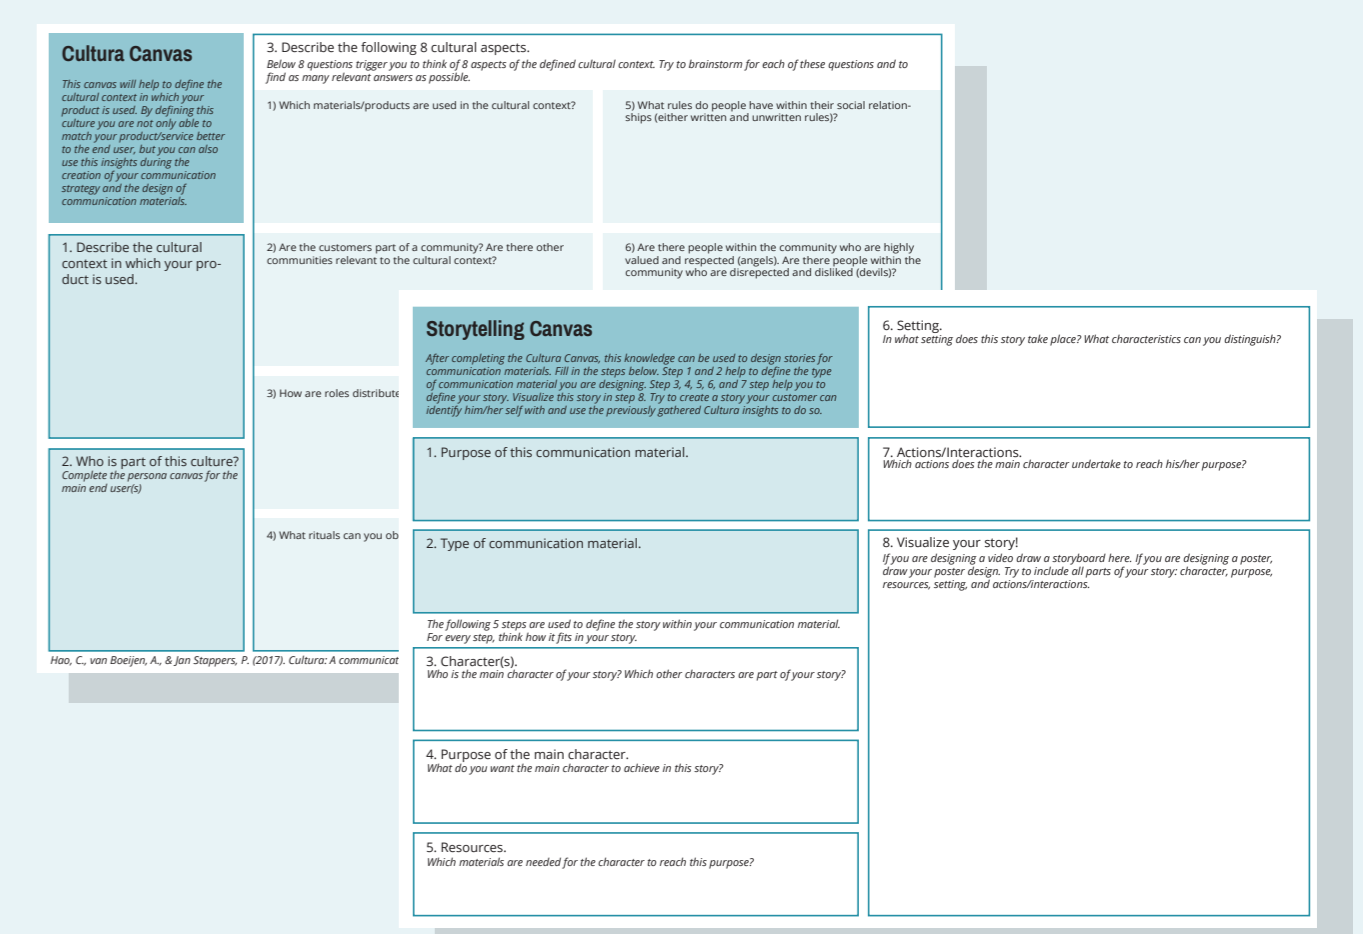 Cultura Canvas
This canvas will help to define the
cultural context in which your
product is used. By defining this
culture you are not only able to
match your product/service better
to the end user, but you can also
use this insights during the
creation of your communication
strategy and the design of
communication materials.
1. Describe the cultural
context in which your pro-
duct is used.
2. Who is part of this culture?
Complete the persona canvas for the
main end user(s)
3. Describe the following 8 cultural aspects.
Below 8 questions trigger you to think of 8 aspects of the defined cultural context. Try to brainstorm for each of these questions and to
find as many relevant answers as possible.
1) Which materials/products are used in the cultural context?
2) Are the customers part of a community? Are there other
communities relevant to the cultural context?
3) How are roles distribute
4) What rituals can you ob
5) What rules do people have within their social relation-
ships (either written and unwritten rules)?
6) Are there people within the community who are highly
valued and respected (angels). Are there people within the
community who are disrepected and disliked (devils)?
Hao, C., van Boeijen, A., & Jan Stappers, P. (2017). Cultura: A communicat
Storytelling Canvas
After completing the Cultura Canvas, this knowledge can be used to design stories for
communication materials. Fill in the steps below. Step 1 and 2 help to define the type
of communication material you are designing. Step 3, 4, 5, 6, and 7 step help you to
define your story. Visualize this story in step 8. Try to create a story your customer can
identify him/her self with and use the previously gathered Cultura insights to do so.
1. Purpose of this communication material.
2. Type of communication material.
The following 5 steps are used to define the story within your communication material.
For every step, think how it fits in your story.
3. Character(s).
Who is the main character of your story? Which other characters are part of your story?
4. Purpose of the main character.
What do you want the main character to achieve in this story?
5. Resources.
Which materials are needed for the character to reach this purpose?
6. Setting.
In what setting does this story take place? What characteristics can you distinguish?
7. Actions/Interactions.
Which actions does the main character undertake to reach his/her purpose?
8. Visualize your story!
If you are designing a video draw a storyboard here. If you are designing a poster,
draw your poster design. Try to include all parts of your story: character, purpose,
resources, setting, and actions/interactions.